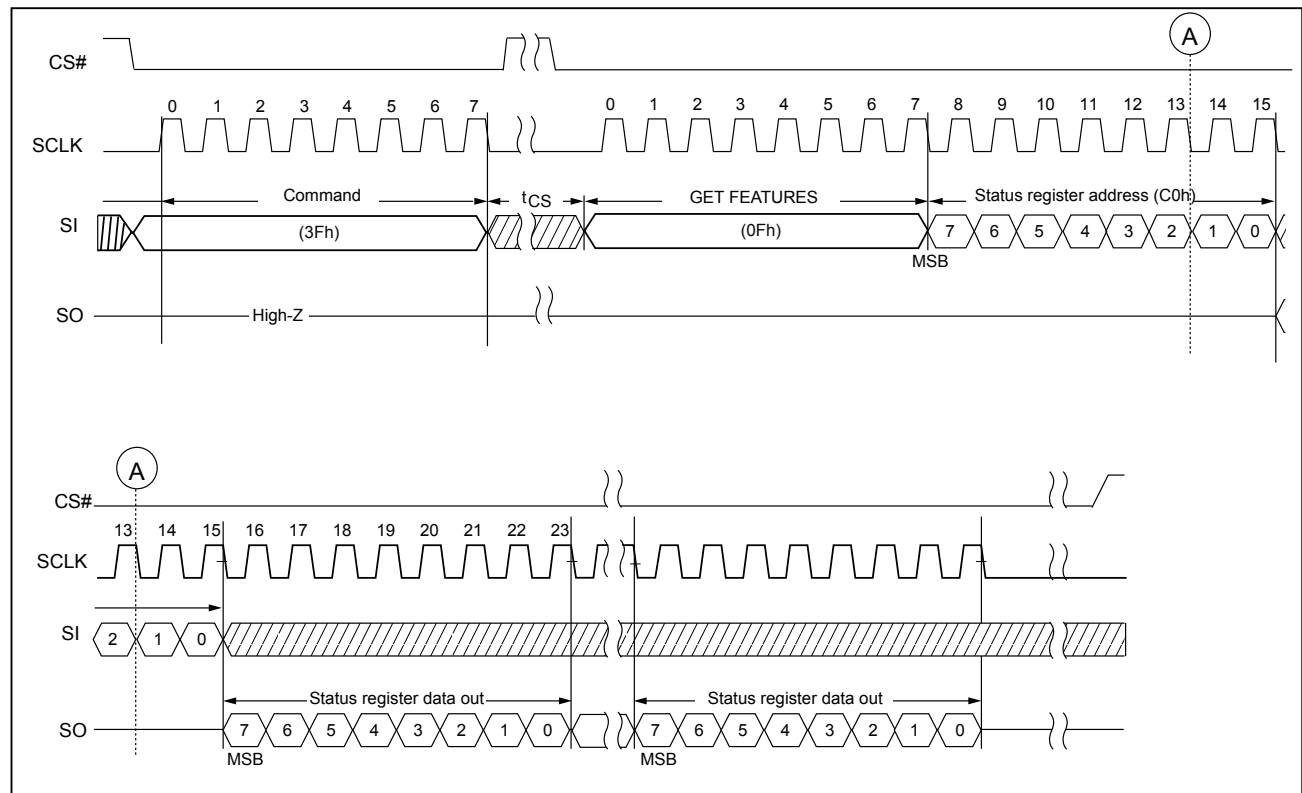 A
CS#
0 1 2 3 4 5 6 7 0 1 2 3 4 5 6 7 8 9 10 11 12 13 14 15
SCLK
Command tCS GET FEATURES Status register address (C0h)
SI (3Fh) (0Fh) 7 6 5 4 3 2 1 0
MSB
SO High-Z
A
CS#
13 14 15 16 17 18 19 20 21 22 23
SCLK
SI 2 1 0
Status register data out Status register data out
SO 7 6 5 4 3 2 1 0 7 6 5 4 3 2 1 0
MSB MSB